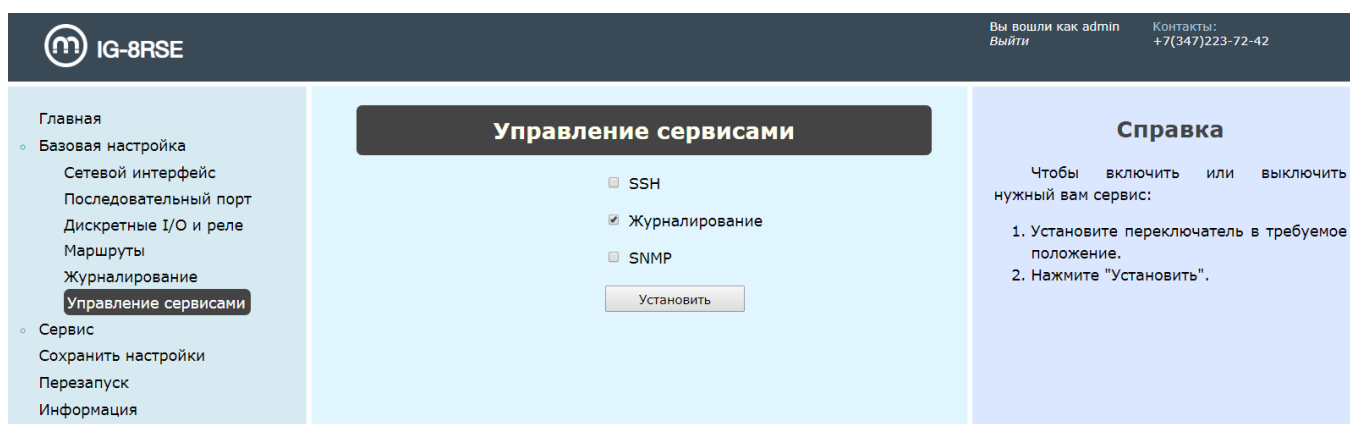 IG-8RSE
Вы вошли как admin
Выйти
Контакты:
+7(347)223-72-42
Главная
Базовая настройка
Сетевой интерфейс
Последовательный порт
Дискретные I/O и реле
Маршруты
Журналирование
Управление сервисами
Сервис
Сохранить настройки
Перезапуск
Информация
Управление сервисами
SSH
Журналирование
SNMP
Установить
Справка
Чтобы включить или выключить
нужный вам сервис:
1. Установите переключатель в требуемое
положение.
2. Нажмите "Установить".